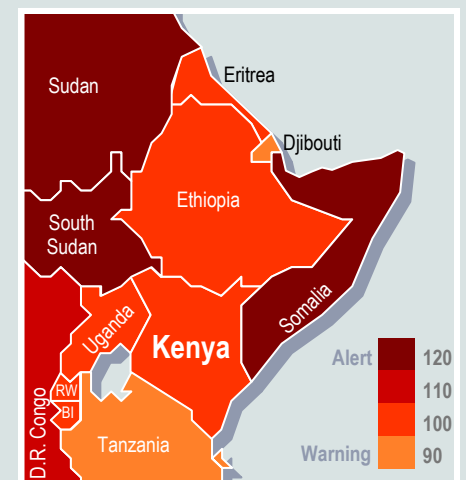 Sudan
Eritrea
Djibouti
Ethiopia
South
Sudan
Somalia
Uganda
Kenya
Alert
120
110
RW
BI
100
D.R. Congo
Tanzania
Warning
90